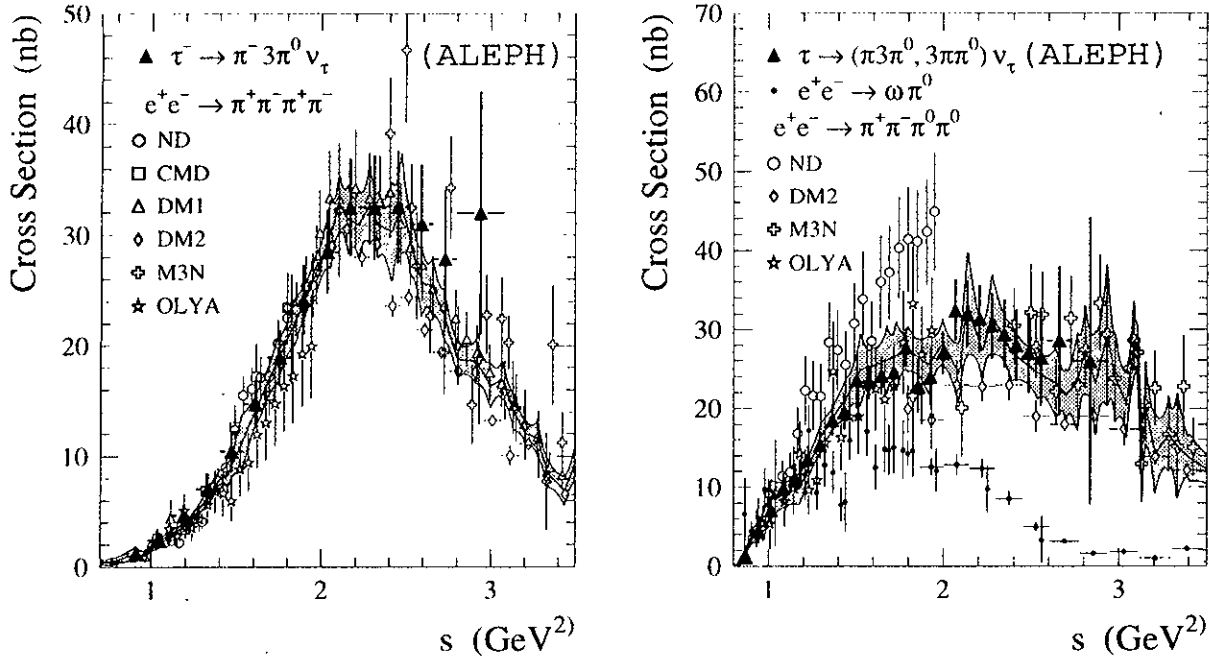 Cross Section (nb)
50
40
30
20
10
0
▲ τ⁻ → π⁻ 3π⁰ ν_τ (ALEPH)
e⁺e⁻ → π⁺π⁻π⁺π⁻
ND
CMD
DM1
DM2
M3N
OLYA
1 2 3
s (GeV²)
Cross Section (nb)
70
60
50
40
30
20
10
0
▲ τ → (π3π⁰, 3ππ⁰) ν_τ (ALEPH)
e⁺e⁻ → ωπ⁰
e⁺e⁻ → π⁺π⁻π⁰π⁰
ND
DM2
M3N
OLYA
1 2 3
s (GeV²)